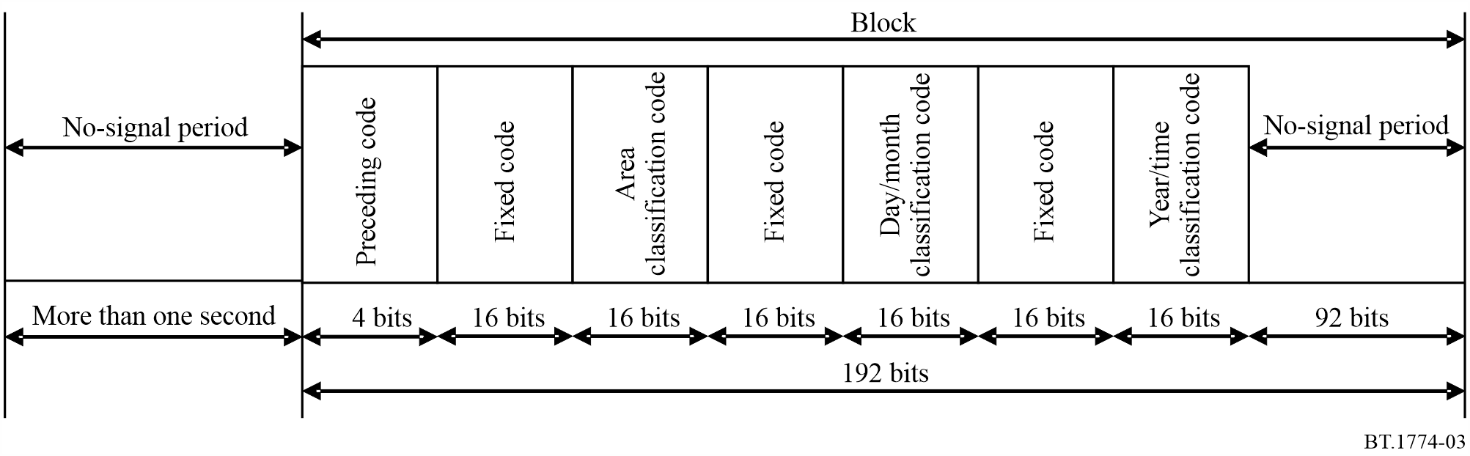 Block
No-signal period
Preceding code
Fixed code
Area
classification code
Fixed code
Day/month
classification code
Fixed code
Year/time
classification code
No-signal period
More than one second
4 bits
16 bits
16 bits
16 bits
16 bits
16 bits
16 bits
92 bits
192 bits
BT.1774-03